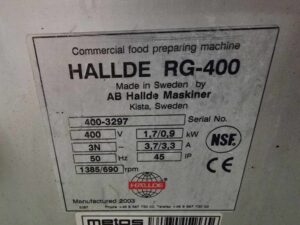 Commercial food preparing machine
HALLDE RG-400
Made in Sweden by
AB Hallde Maskiner
Kista, Sweden
400-3297 Serial No.
400 V 1,7/0,9 kW
3N~ 3,7/3,3 A
50 Hz 45 IP
1385/690 rpm
NSF®
CE
HALLDE
Manufactured 2003
metos